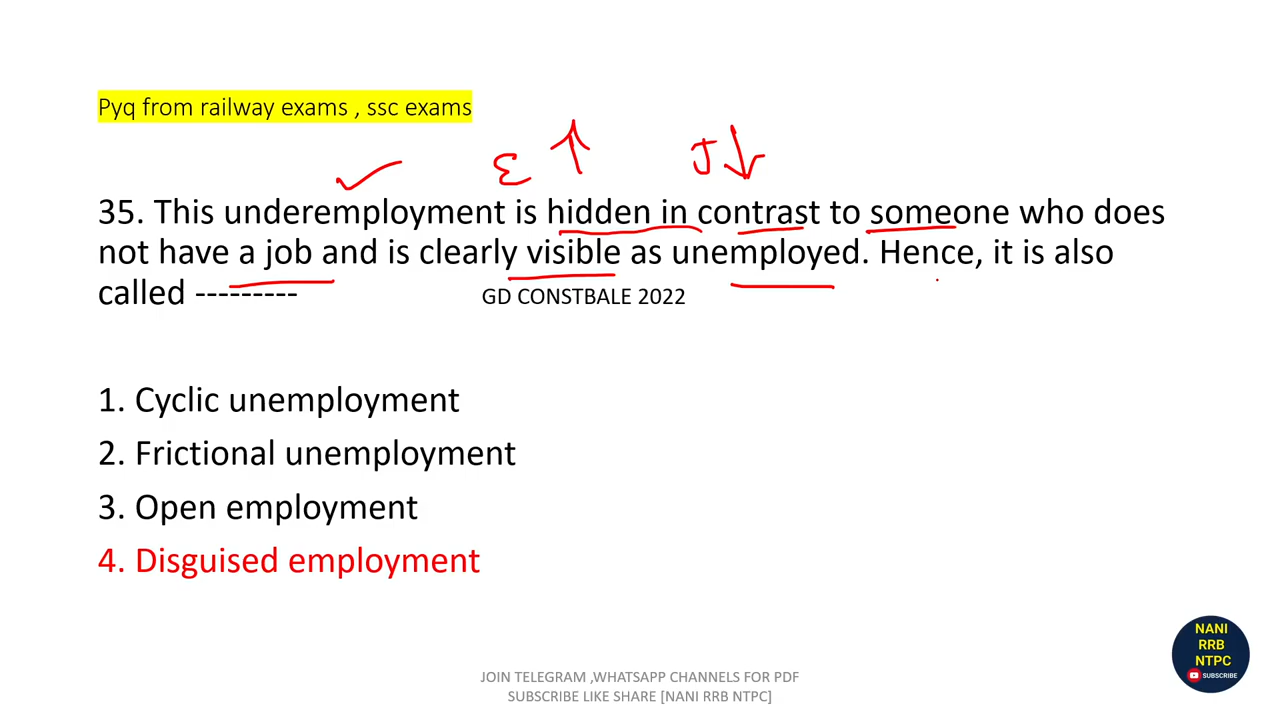 Pyq from railway exams , ssc exams
ε ↑ J ↓
35. This underemployment is hidden in contrast to someone who does
not have a job and is clearly visible as unemployed. Hence, it is also
called ---------
GD CONSTBALE 2022
1. Cyclic unemployment
2. Frictional unemployment
3. Open employment
4. Disguised employment
NANI
RRB
NTPC
SUBSCRIBE
JOIN TELEGRAM ,WHATSAPP CHANNELS FOR PDF
SUBSCRIBE LIKE SHARE [NANI RRB NTPC]